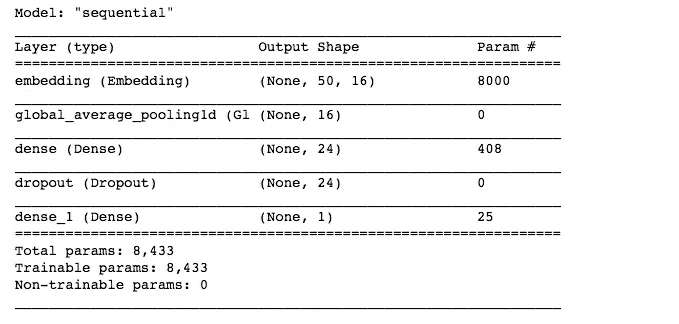 Model: "sequential"
Layer (type) Output Shape Param #
embedding (Embedding) (None, 50, 16) 8000
global_average_pooling1d (Gl (None, 16) 0
dense (Dense) (None, 24) 408
dropout (Dropout) (None, 24) 0
dense_1 (Dense) (None, 1) 25
Total params: 8,433
Trainable params: 8,433
Non-trainable params: 0